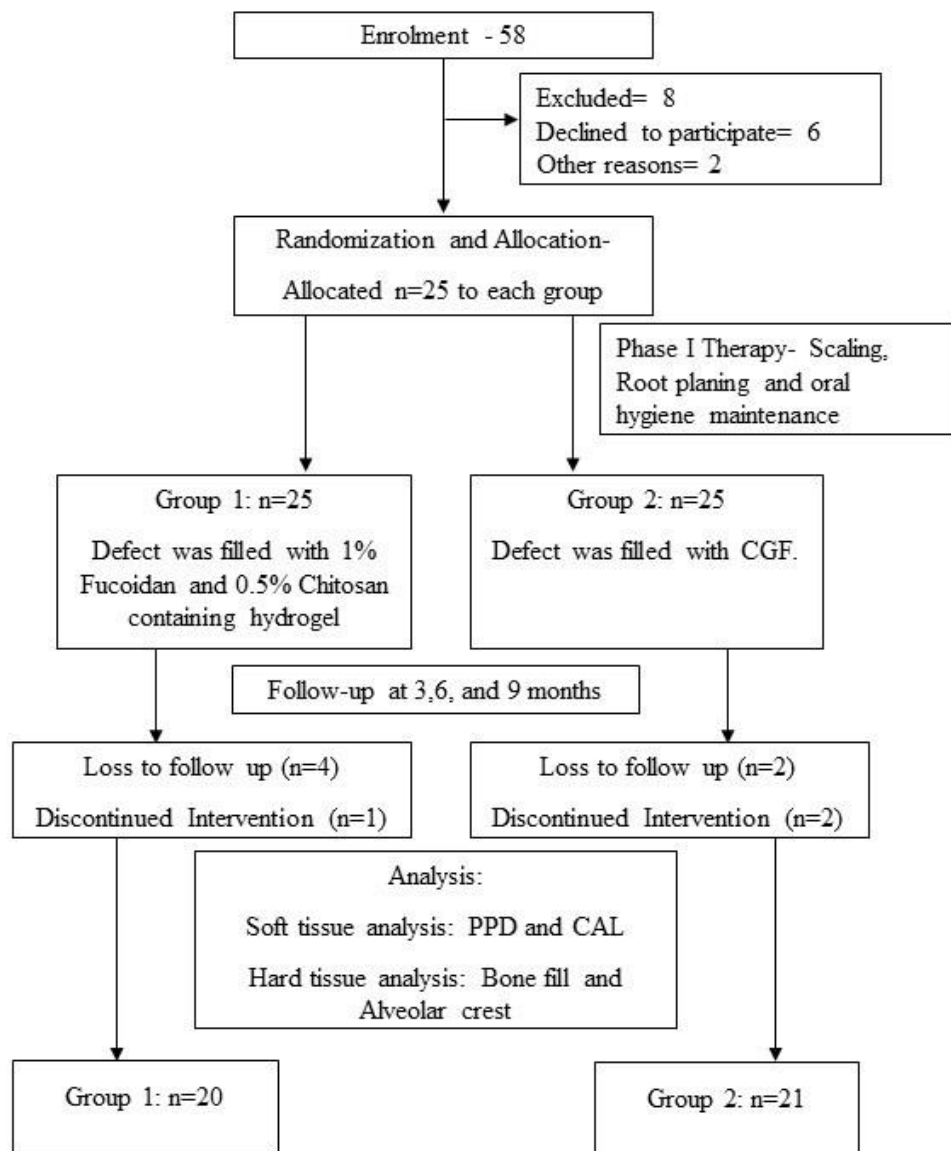 Enrolment - 58
Excluded= 8
Declined to participate= 6
Other reasons= 2
Randomization and Allocation-
Allocated n=25 to each group
Phase I Therapy- Scaling,
Root planing and oral
hygiene maintenance
Group 1: n=25
Defect was filled with 1%
Fucoidan and 0.5% Chitosan
containing hydrogel
Group 2: n=25
Defect was filled with CGF.
Follow-up at 3,6, and 9 months
Loss to follow up (n=4)
Discontinued Intervention (n=1)
Loss to follow up (n=2)
Discontinued Intervention (n=2)
Analysis:
Soft tissue analysis: PPD and CAL
Hard tissue analysis: Bone fill and
Alveolar crest
Group 1: n=20
Group 2: n=21